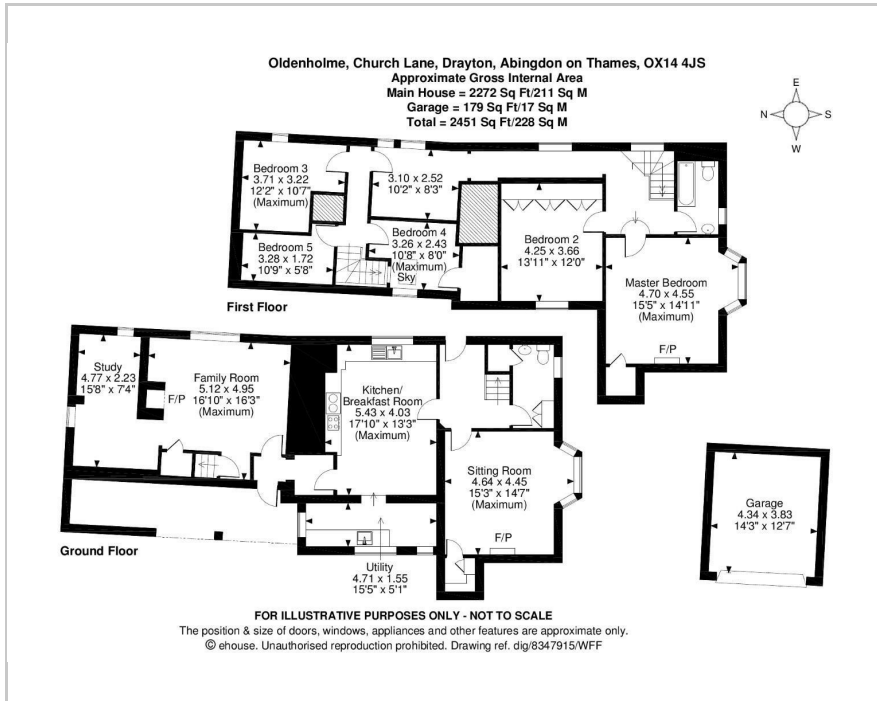 Oldenholme, Church Lane, Drayton, Abingdon on Thames, OX14 4JS
Approximate Gross Internal Area
Main House = 2272 Sq Ft/211 Sq M
Garage = 179 Sq Ft/17 Sq M
Total = 2451 Sq Ft/228 Sq M
E
N
S
W
Bedroom 3
3.71 x 3.22
12'2" x 10'7"
(Maximum)
3.10 x 2.52
10'2" x 8'3"
Bedroom 4
3.26 x 2.43
10'8" x 8'0"
(Maximum)
Sky
Bedroom 5
3.28 x 1.72
10'9" x 5'8"
Bedroom 2
4.25 x 3.66
13'11" x 12'0"
Master Bedroom
4.70 x 4.55
15'5" x 14'11"
(Maximum)
F/P
First Floor
Study
4.77 x 2.23
15'8" x 7'4"
F/P
Family Room
5.12 x 4.95
16'10" x 16'3"
(Maximum)
Kitchen/
Breakfast Room
5.43 x 4.03
17'10" x 13'3"
(Maximum)
Sitting Room
4.64 x 4.45
15'3" x 14'7"
(Maximum)
F/P
Garage
4.34 x 3.83
14'3" x 12'7"
Ground Floor
Utility
4.71 x 1.55
15'5" x 5'1"
FOR ILLUSTRATIVE PURPOSES ONLY - NOT TO SCALE
The position & size of doors, windows, appliances and other features are approximate only.
© ehouse. Unauthorised reproduction prohibited. Drawing ref. dig/8347915/WFF